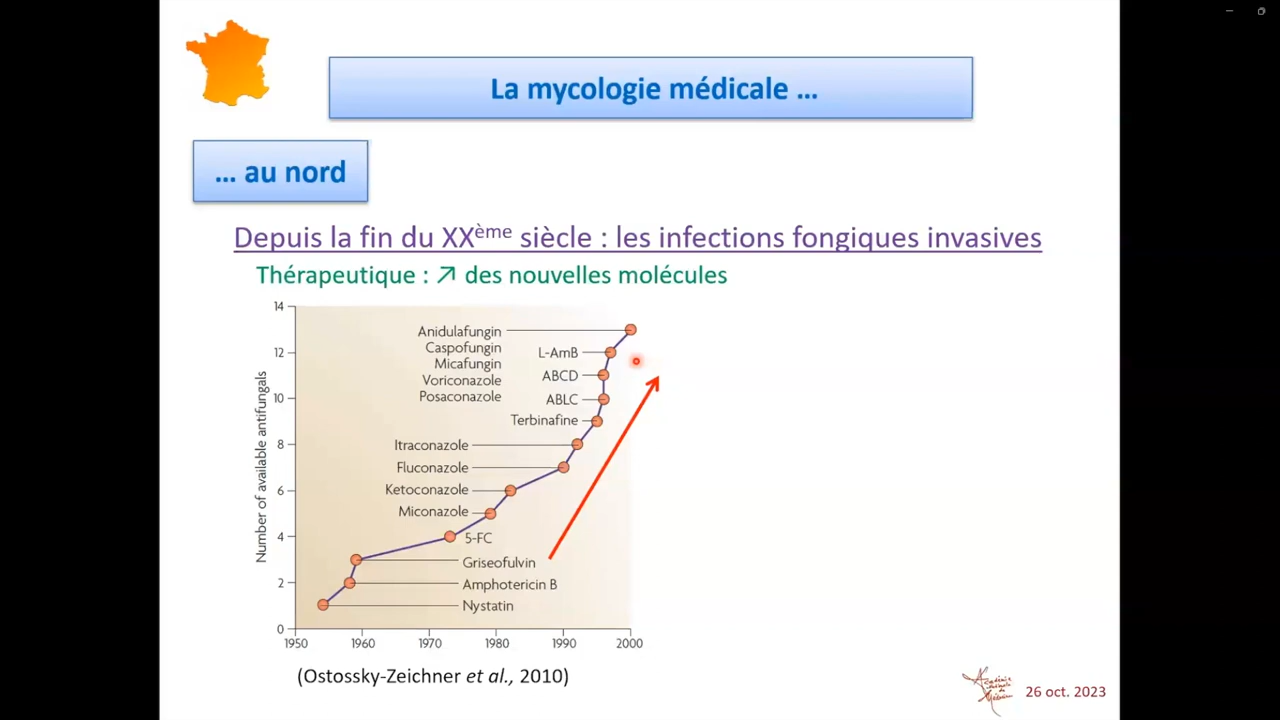 La mycologie médicale ...
... au nord
Depuis la fin du XXème siècle : les infections fongiques invasives
Thérapeutique : ↗ des nouvelles molécules
Number of available antifungals
14
12
10
8
6
4
2
0
1950 1960 1970 1980 1990 2000
Anidulafungin
Caspofungin
Micafungin
Voriconazole
Posaconazole
L-AmB
ABCD
ABLC
Terbinafine
Itraconazole
Fluconazole
Ketoconazole
Miconazole
5-FC
Griseofulvin
Amphotericin B
Nystatin
(Ostossky-Zeichner et al., 2010)
26 oct. 2023